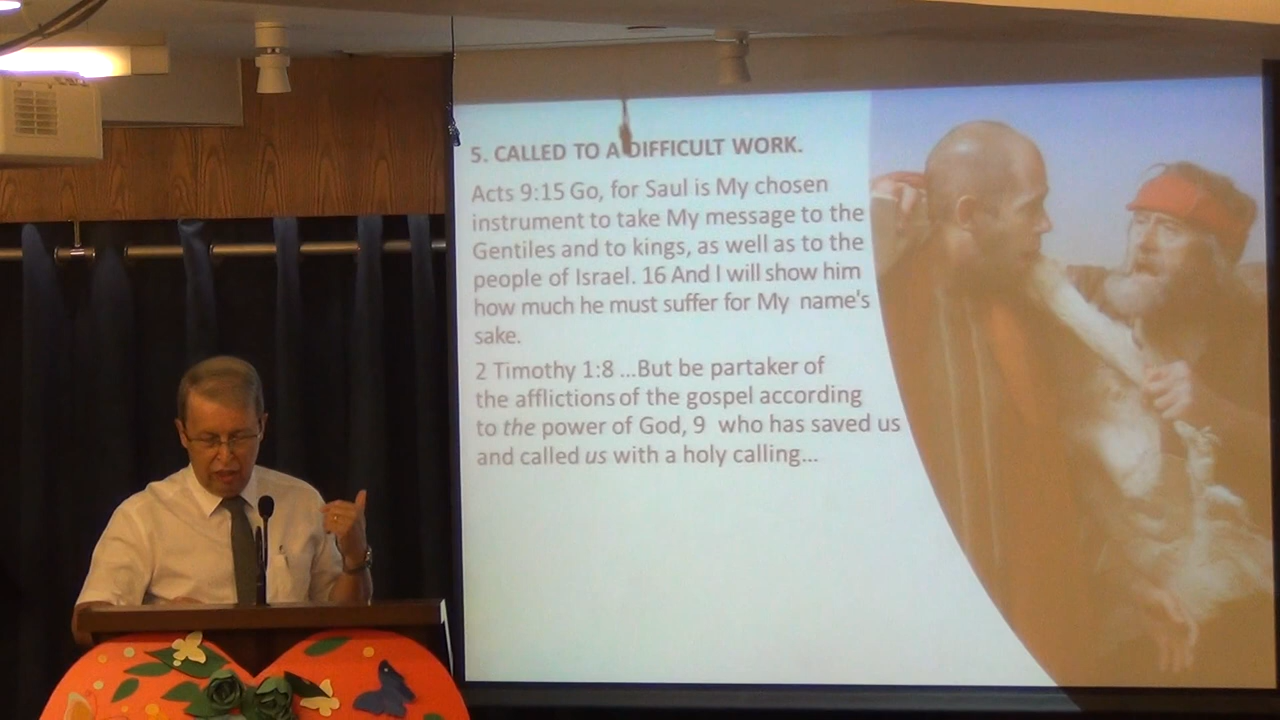 5. CALLED TO A DIFFICULT WORK.
Acts 9:15 Go, for Saul is My chosen
instrument to take My message to the
Gentiles and to kings, as well as to the
people of Israel. 16 And I will show him
how much he must suffer for My name's
sake.
2 Timothy 1:8 ...But be partaker of
the afflictions of the gospel according
to the power of God, 9 who has saved us
and called us with a holy calling...